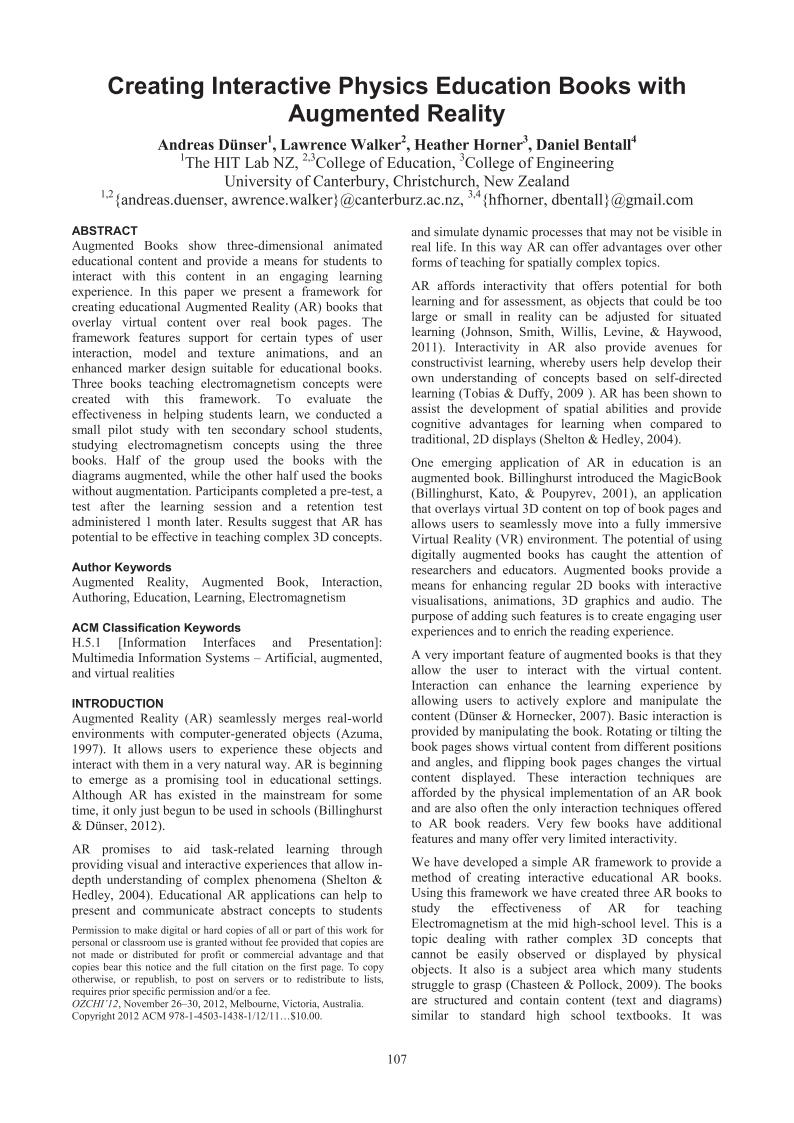 Creating Interactive Physics Education Books with
Augmented Reality
Andreas Dünser1, Lawrence Walker2, Heather Horner3, Daniel Bentall4
1The HIT Lab NZ, 2,3College of Education, 3College of Engineering
University of Canterbury, Christchurch, New Zealand
1,2{andreas.duenser, awrence.walker}@canterburz.ac.nz, 3,4{hfhorner, dbentall}@gmail.com
ABSTRACT
Augmented Books show three-dimensional animated
educational content and provide a means for students to
interact with this content in an engaging learning
experience. In this paper we present a framework for
creating educational Augmented Reality (AR) books that
overlay virtual content over real book pages. The
framework features support for certain types of user
interaction, model and texture animations, and an
enhanced marker design suitable for educational books.
Three books teaching electromagnetism concepts were
created with this framework. To evaluate the
effectiveness in helping students learn, we conducted a
small pilot study with ten secondary school students,
studying electromagnetism concepts using the three
books. Half of the group used the books with the
diagrams augmented, while the other half used the books
without augmentation. Participants completed a pre-test, a
test after the learning session and a retention test
administered 1 month later. Results suggest that AR has
potential to be effective in teaching complex 3D concepts.
Author Keywords
Augmented Reality, Augmented Book, Interaction,
Authoring, Education, Learning, Electromagnetism
ACM Classification Keywords
H.5.1 [Information Interfaces and Presentation]:
Multimedia Information Systems – Artificial, augmented,
and virtual realities
INTRODUCTION
Augmented Reality (AR) seamlessly merges real-world
environments with computer-generated objects (Azuma,
1997). It allows users to experience these objects and
interact with them in a very natural way. AR is beginning
to emerge as a promising tool in educational settings.
Although AR has existed in the mainstream for some
time, it only just begun to be used in schools (Billinghurst
& Dünser, 2012).
AR promises to aid task-related learning through
providing visual and interactive experiences that allow in-
depth understanding of complex phenomena (Shelton &
Hedley, 2004). Educational AR applications can help to
present and communicate abstract concepts to students
Permission to make digital or hard copies of all or part of this work for
personal or classroom use is granted without fee provided that copies are
not made or distributed for profit or commercial advantage and that
copies bear this notice and the full citation on the first page. To copy
otherwise, or republish, to post on servers or to redistribute to lists,
requires prior specific permission and/or a fee.
OZCHI'12, November 26–30, 2012, Melbourne, Victoria, Australia.
Copyright 2012 ACM 978-1-4503-1438-1/12/11…$10.00.
and simulate dynamic processes that may not be visible in
real life. In this way AR can offer advantages over other
forms of teaching for spatially complex topics.
AR affords interactivity that offers potential for both
learning and for assessment, as objects that could be too
large or small in reality can be adjusted for situated
learning (Johnson, Smith, Willis, Levine, & Haywood,
2011). Interactivity in AR also provide avenues for
constructivist learning, whereby users help develop their
own understanding of concepts based on self-directed
learning (Tobias & Duffy, 2009 ). AR has been shown to
assist the development of spatial abilities and provide
cognitive advantages for learning when compared to
traditional, 2D displays (Shelton & Hedley, 2004).
One emerging application of AR in education is an
augmented book. Billinghurst introduced the MagicBook
(Billinghurst, Kato, & Poupyrev, 2001), an application
that overlays virtual 3D content on top of book pages and
allows users to seamlessly move into a fully immersive
Virtual Reality (VR) environment. The potential of using
digitally augmented books has caught the attention of
researchers and educators. Augmented books provide a
means for enhancing regular 2D books with interactive
visualisations, animations, 3D graphics and audio. The
purpose of adding such features is to create engaging user
experiences and to enrich the reading experience.
A very important feature of augmented books is that they
allow the user to interact with the virtual content.
Interaction can enhance the learning experience by
allowing users to actively explore and manipulate the
content (Dünser & Hornecker, 2007). Basic interaction is
provided by manipulating the book. Rotating or tilting the
book pages shows virtual content from different positions
and angles, and flipping book pages changes the virtual
content displayed. These interaction techniques are
afforded by the physical implementation of an AR book
and are also often the only interaction techniques offered
to AR book readers. Very few books have additional
features and many offer very limited interactivity.
We have developed a simple AR framework to provide a
method of creating interactive educational AR books.
Using this framework we have created three AR books to
study the effectiveness of AR for teaching
Electromagnetism at the mid high-school level. This is a
topic dealing with rather complex 3D concepts that
cannot be easily observed or displayed by physical
objects. It also is a subject area which many students
struggle to grasp (Chasteen & Pollock, 2009). The books
are structured and contain content (text and diagrams)
similar to standard high school textbooks. It was
107